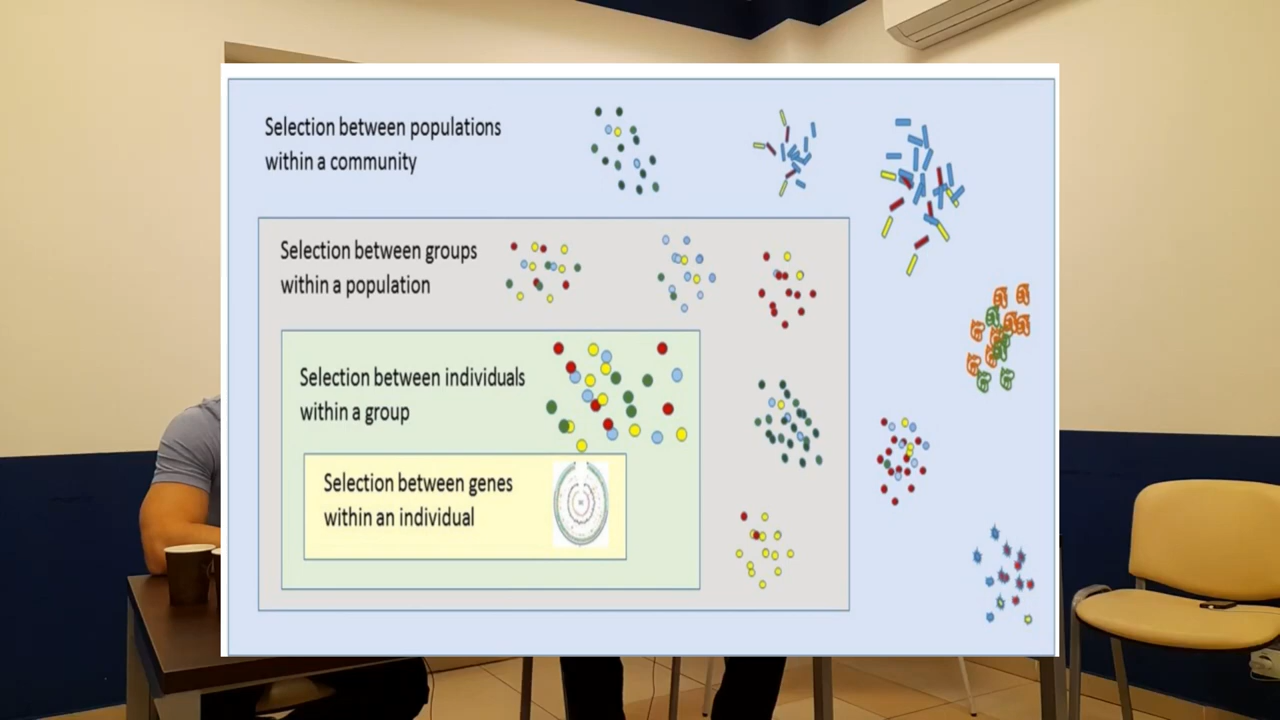 Selection between populations
within a community
Selection between groups
within a population
Selection between individuals
within a group
Selection between genes
within an individual